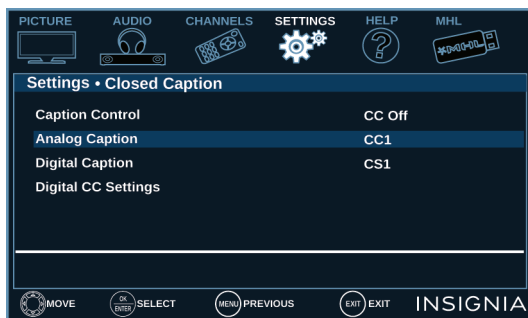 PICTURE AUDIO CHANNELS SETTINGS HELP MHL
MHL
Settings • Closed Caption
Caption Control CC Off
Analog Caption CC1
Digital Caption CS1
Digital CC Settings
MOVE OK ENTER SELECT MENU PREVIOUS EXIT EXIT INSIGNIA